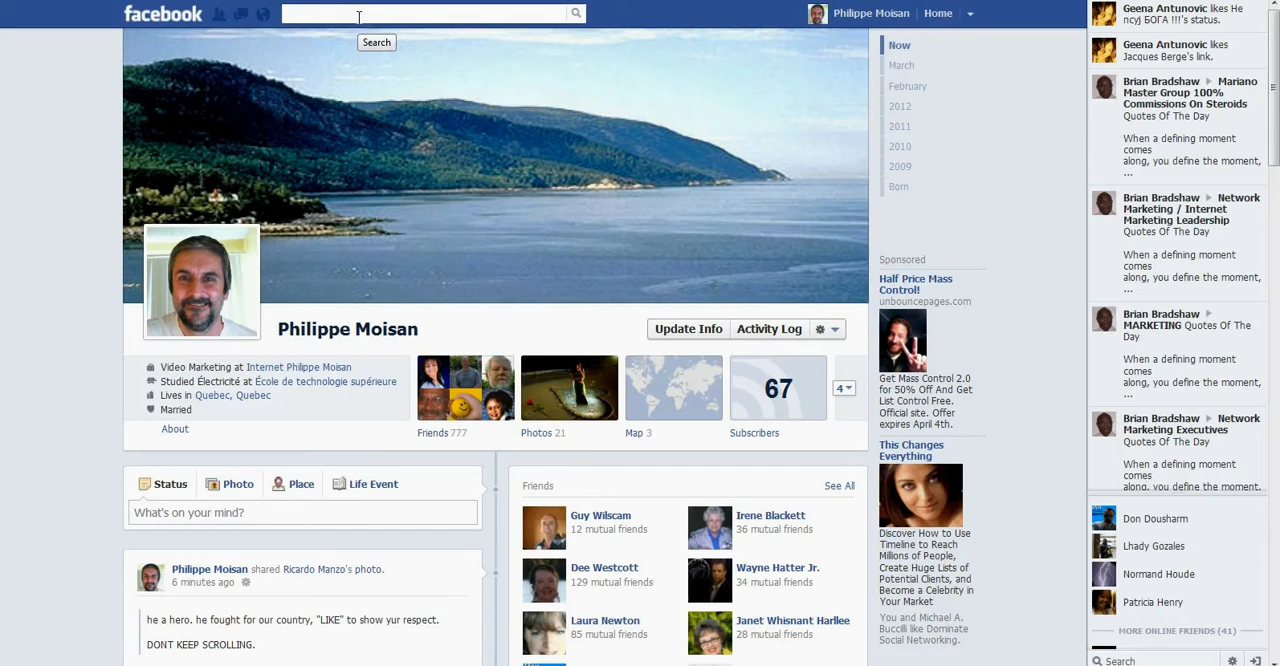 facebook
Philippe Moisan
Home
Search
Now
March
February
2012
2011
2010
2009
Born
Philippe Moisan
Update Info
Activity Log
Video Marketing at Internet Philippe Moisan
Studied Électricité at École de technologie supérieure
Lives in Quebec, Quebec
Married
About
Friends 777
Photos 21
Map 3
67
Subscribers
4
Status
Photo
Place
Life Event
What's on your mind?
Philippe Moisan shared Ricardo Manzo's photo.
6 minutes ago
he a hero. he fought for our country, "LIKE" to show yur respect.
DONT KEEP SCROLLING.
Friends
See All
Guy Wilscam
12 mutual friends
Irene Blackett
36 mutual friends
Dee Westcott
129 mutual friends
Wayne Hatter Jr.
34 mutual friends
Laura Newton
85 mutual friends
Janet Whisnant Harllee
28 mutual friends
Sponsored
Half Price Mass
Control!
unbouncepages.com
Get Mass Control 2.0
for 50% Off And Get
List Control Free.
Official site. Offer
expires April 4th.
This Changes
Everything
Discover How to Use
Timeline to Reach
Millions of People,
Create Huge Lists of
Potential Clients, and
Become a Celebrity in
Your Market
You and Michael A.
Buccilli like Dominate
Social Networking.
Geena Antunovic likes Не
псуј БОГА !!!'s status.
Geena Antunovic likes
Jacques Berge's link.
Brian Bradshaw ▸ Mariano
Master Group 100%
Commissions On Steroids
Quotes Of The Day
When a defining moment
comes
along, you define the moment,
...
Brian Bradshaw ▸ Network
Marketing / Internet
Marketing Leadership
Quotes Of The Day
When a defining moment
comes
along, you define the moment,
...
Brian Bradshaw ▸
MARKETING Quotes Of The
Day
When a defining moment
comes
along, you define the moment,
...
Brian Bradshaw ▸ Network
Marketing Executives
Quotes Of The Day
When a defining moment
comes
along, you define the moment,
Don Dousharm
Lhady Gozales
Normand Houde
Patricia Henry
MORE ONLINE FRIENDS (41)
Search